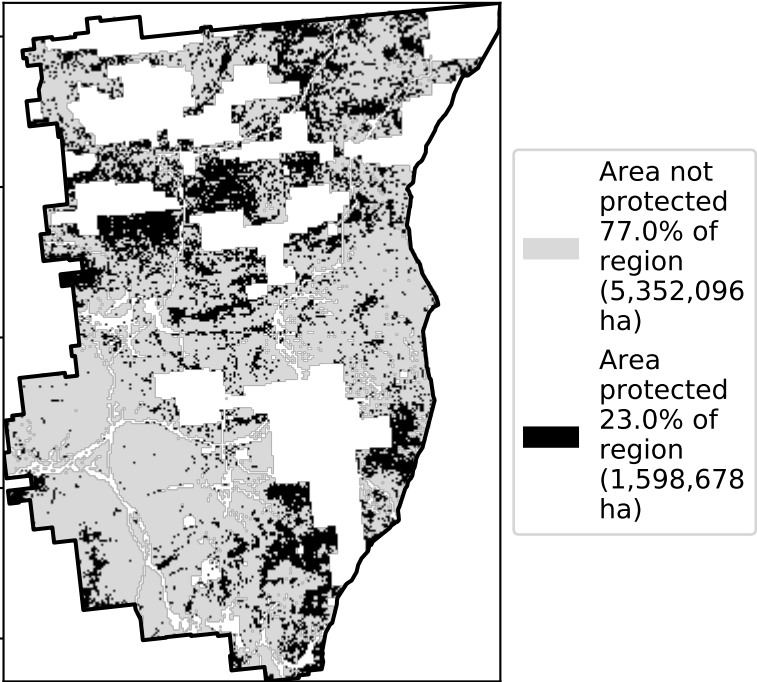 Area not
protected
77.0% of
region
(5,352,096
ha)
Area
protected
23.0% of
region
(1,598,678
ha)